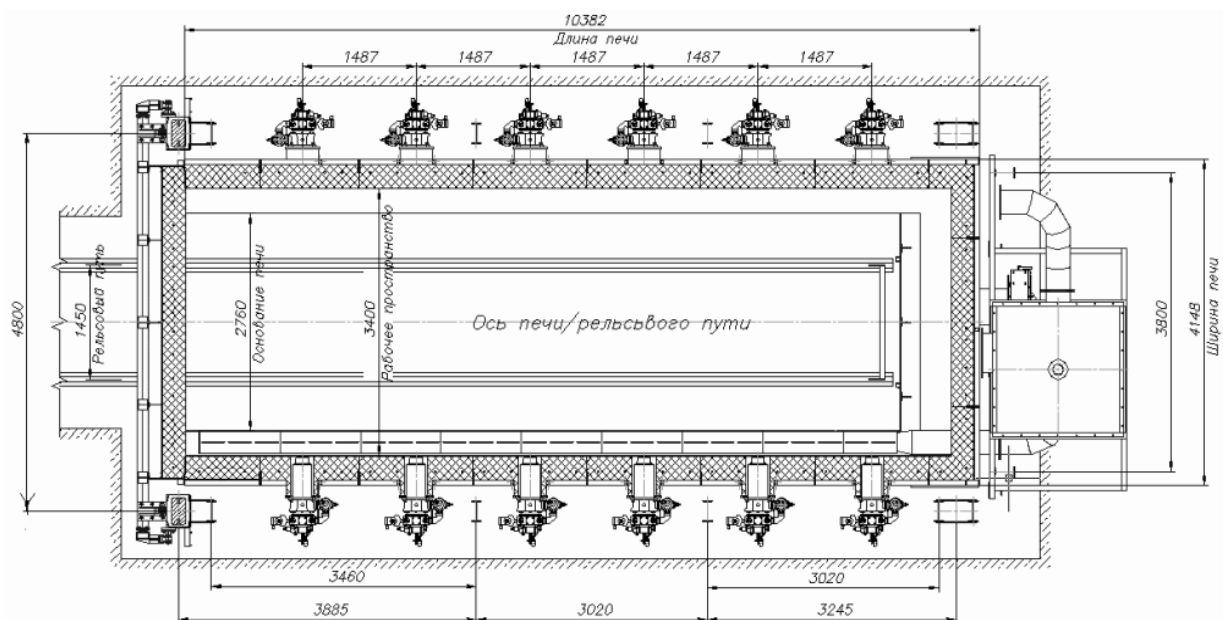 10382
Длина печи
1487
1487
1487
1487
1487
4800
1450
Рельсовый путь
2760
Основание печи
3400
Рабочее пространство
Ось печи/рельсьвого пути
3800
4148
Ширина печи
3460
3020
3885
3020
3245